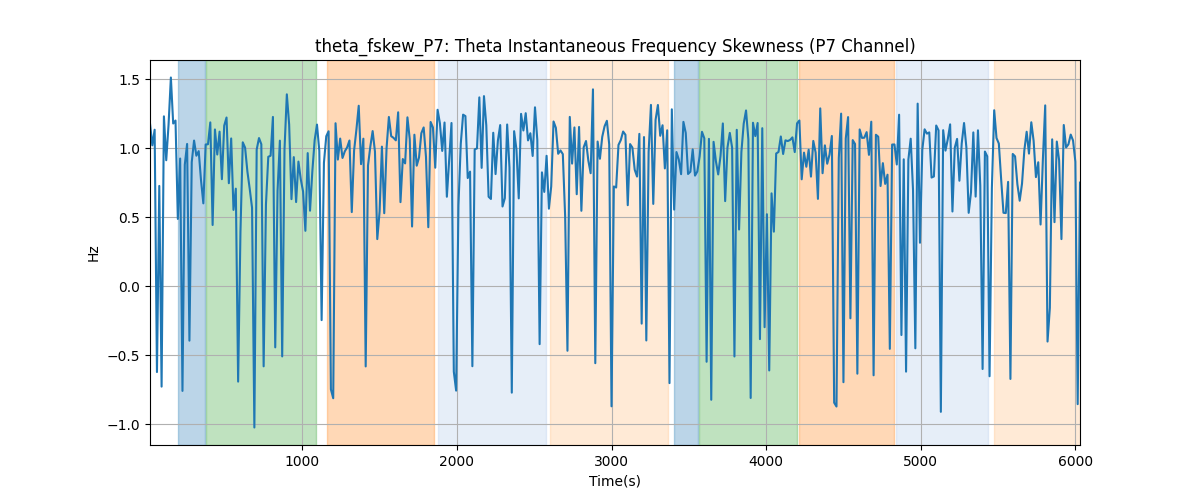 theta_fskew_P7: Theta Instantaneous Frequency Skewness (P7 Channel)
1.5
1.0
0.5
0.0
−0.5
−1.0
Hz
1000 2000 3000 4000 5000 6000
Time(s)